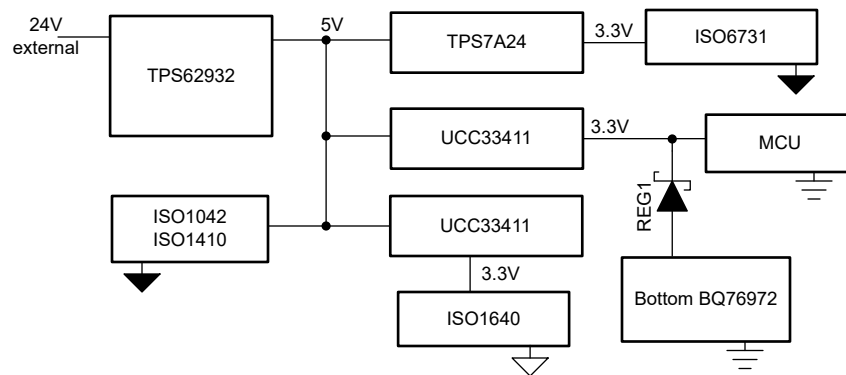 24V
external
TPS62932
5V
TPS7A24
3.3V
ISO6731
UCC33411
3.3V
MCU
REG1
ISO1042
ISO1410
UCC33411
3.3V
Bottom BQ76972
ISO1640